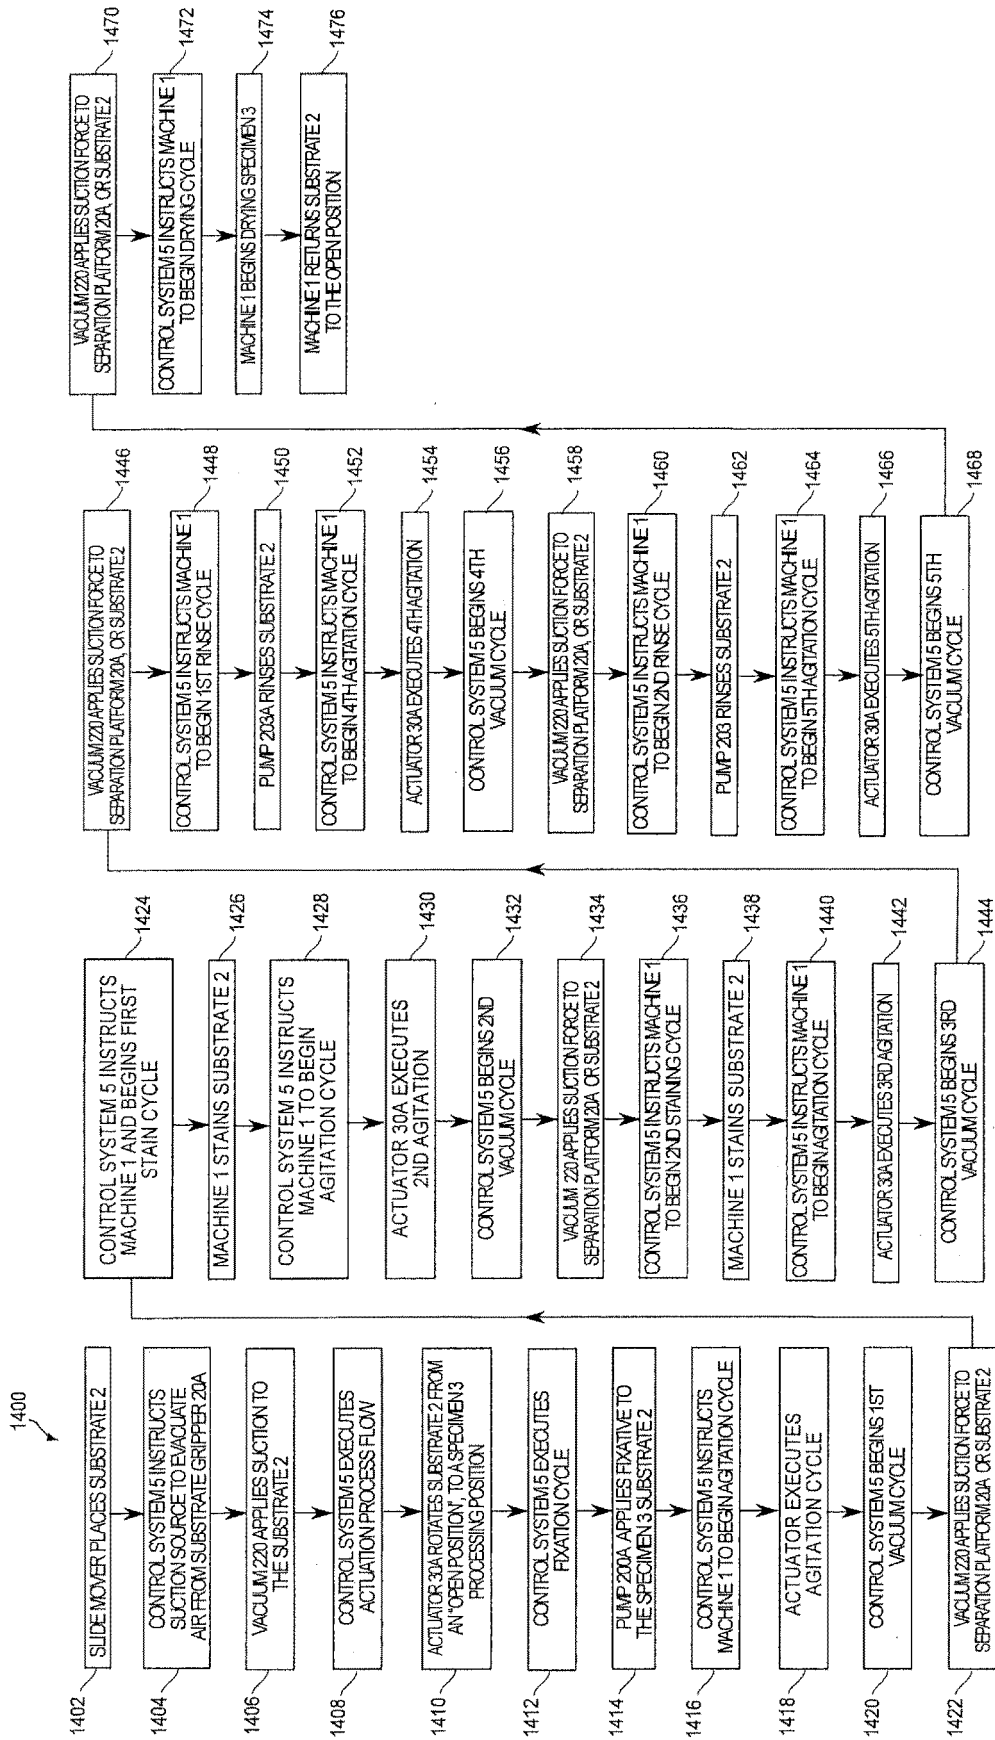 1400
1402
SLIDE MOVER PLACES SUBSTRATE 2
1404
CONTROL SYSTEM 5 INSTRUCTS
SUCTION SOURCE TO EVACUATE
AIR FROM SUBSTRATE GRIPPER 20A
1406
VACUUM 220 APPLIES SUCTION TO
THE SUBSTRATE 2
1408
CONTROL SYSTEM 5 EXECUTES
ACTUATION PROCESS FLOW
1410
ACTUATOR 30A ROTATES SUBSTRATE 2 FROM
AN "OPEN POSITION", TO A SPECIMEN 3
PROCESSING POSITION
1412
CONTROL SYSTEM 5 EXECUTES
FIXATION CYCLE
1414
PUMP 200A APPLIES FIXATIVE TO
THE SPECIMEN 3 SUBSTRATE 2
1416
CONTROL SYSTEM 5 INSTRUCTS
MACHINE 1 TO BEGIN AGITATION CYCLE
1418
ACTUATOR EXECUTES
AGITATION CYCLE
1420
CONTROL SYSTEM 5 BEGINS 1ST
VACUUM CYCLE
1422
VACUUM 220 APPLIES SUCTION FORCE TO
SEPARATION PLATFORM 20A OR SUBSTRATE 2
1424
CONTROL SYSTEM 5 INSTRUCTS
MACHINE 1 AND BEGINS FIRST
STAIN CYCLE
1426
MACHINE 1 STAINS SUBSTRATE 2
1428
CONTROL SYSTEM 5 INSTRUCTS
MACHINE 1 TO BEGIN
AGITATION CYCLE
1430
ACTUATOR 30A EXECUTES
2ND AGITATION
1432
CONTROL SYSTEM 5 BEGINS 2ND
VACUUM CYCLE
1434
VACUUM 220 APPLIES SUCTION FORCE TO
SEPARATION PLATFORM 20A OR SUBSTRATE 2
1436
CONTROL SYSTEM 5 INSTRUCTS MACHINE 1
TO BEGIN 2ND STAINING CYCLE
1438
MACHINE 1 STAINS SUBSTRATE 2
1440
CONTROL SYSTEM 5 INSTRUCTS MACHINE 1
TO BEGIN AGITATION CYCLE
1442
ACTUATOR 30A EXECUTES 3RD AGITATION
1444
CONTROL SYSTEM 5 BEGINS 3RD
VACUUM CYCLE
1446
VACUUM 220 APPLIES SUCTION FORCE TO
SEPARATION PLATFORM 20A, OR SUBSTRATE 2
1448
CONTROL SYSTEM 5 INSTRUCTS MACHINE 1
TO BEGIN 1ST RINSE CYCLE
1450
PUMP 203A RINSES SUBSTRATE 2
1452
CONTROL SYSTEM 5 INSTRUCTS MACHINE 1
TO BEGIN 4TH AGITATION CYCLE
1454
ACTUATOR 30A EXECUTES 4TH AGITATION
1456
CONTROL SYSTEM 5 BEGINS 4TH
VACUUM CYCLE
1458
VACUUM 220 APPLIES SUCTION FORCE TO
SEPARATION PLATFORM 20A, OR SUBSTRATE 2
1460
CONTROL SYSTEM 5 INSTRUCTS MACHINE 1
TO BEGIN 2ND RINSE CYCLE
1462
PUMP 203 RINSES SUBSTRATE 2
1464
CONTROL SYSTEM 5 INSTRUCTS MACHINE 1
TO BEGIN 5TH AGITATION CYCLE
1466
ACTUATOR 30A EXECUTES 5TH AGITATION
1468
CONTROL SYSTEM 5 BEGINS 5TH
VACUUM CYCLE
1470
VACUUM 220 APPLIES SUCTION FORCE TO
SEPARATION PLATFORM 20A, OR SUBSTRATE 2
1472
CONTROL SYSTEM 5 INSTRUCTS MACHINE 1
TO BEGIN DRYING CYCLE
1474
MACHINE 1 BEGINS DRYING SPECIMEN 3
1476
MACHINE 1 RETURNS SUBSTRATE 2
TO THE OPEN POSITION